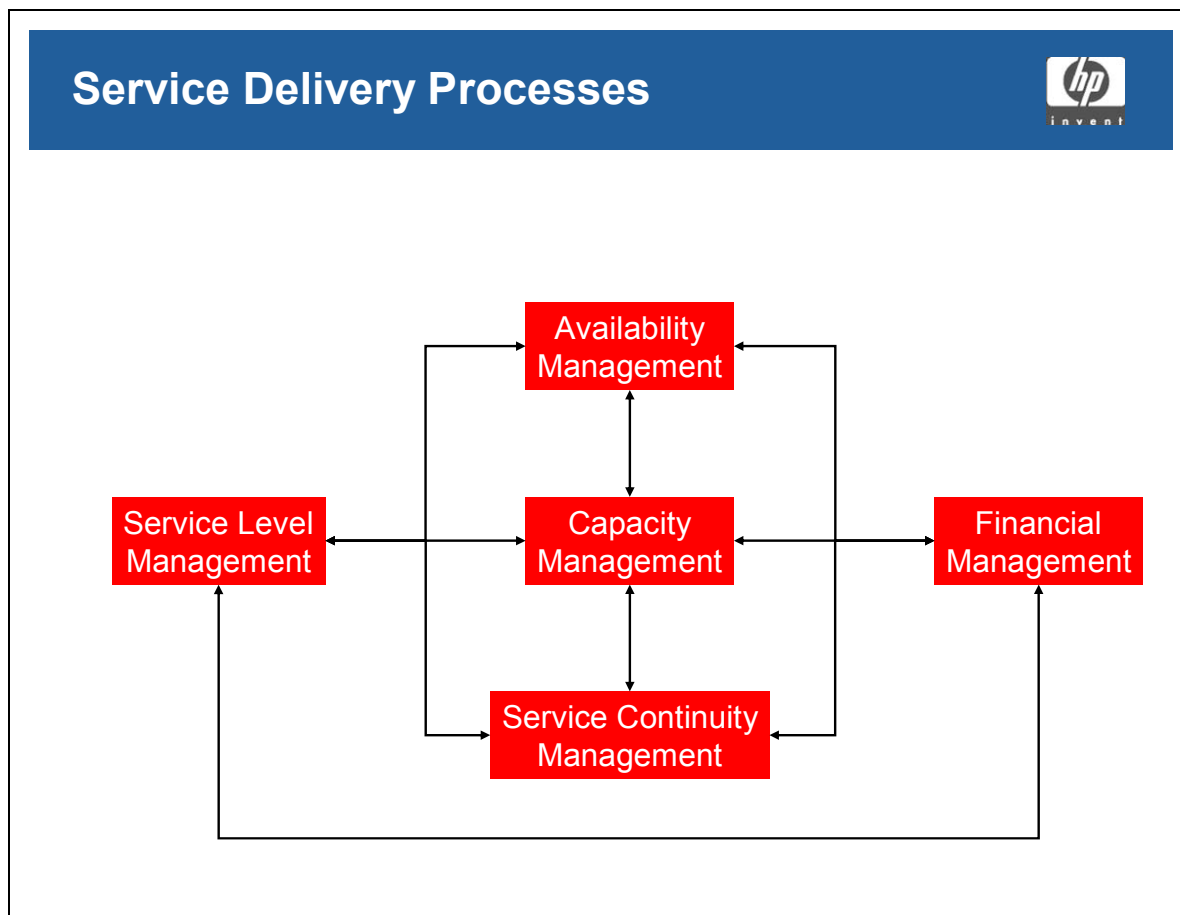 Service Delivery Processes
hp
invent
Availability
Management
Service Level
Management
Capacity
Management
Financial
Management
Service Continuity
Management